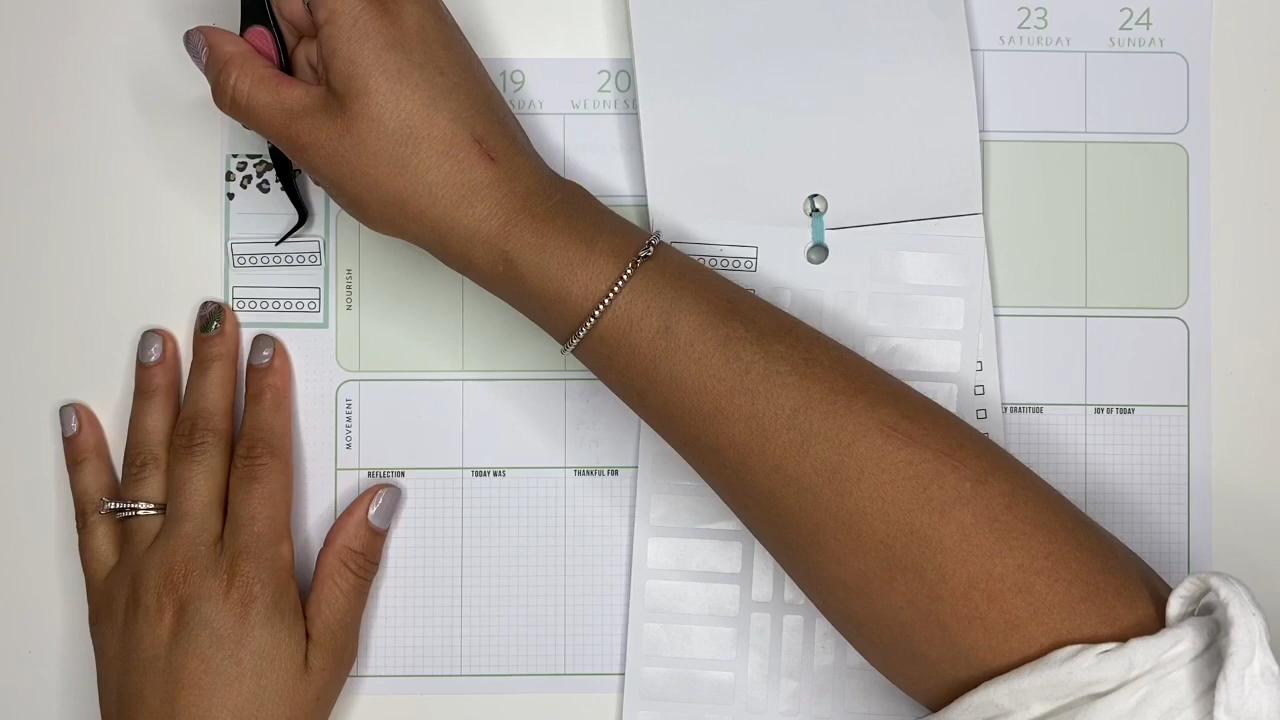 19
20
23
24
SATURDAY
SUNDAY
NOURISH
MOVEMENT
REFLECTION
TODAY WAS
THANKFUL FOR
GRATITUDE
JOY OF TODAY